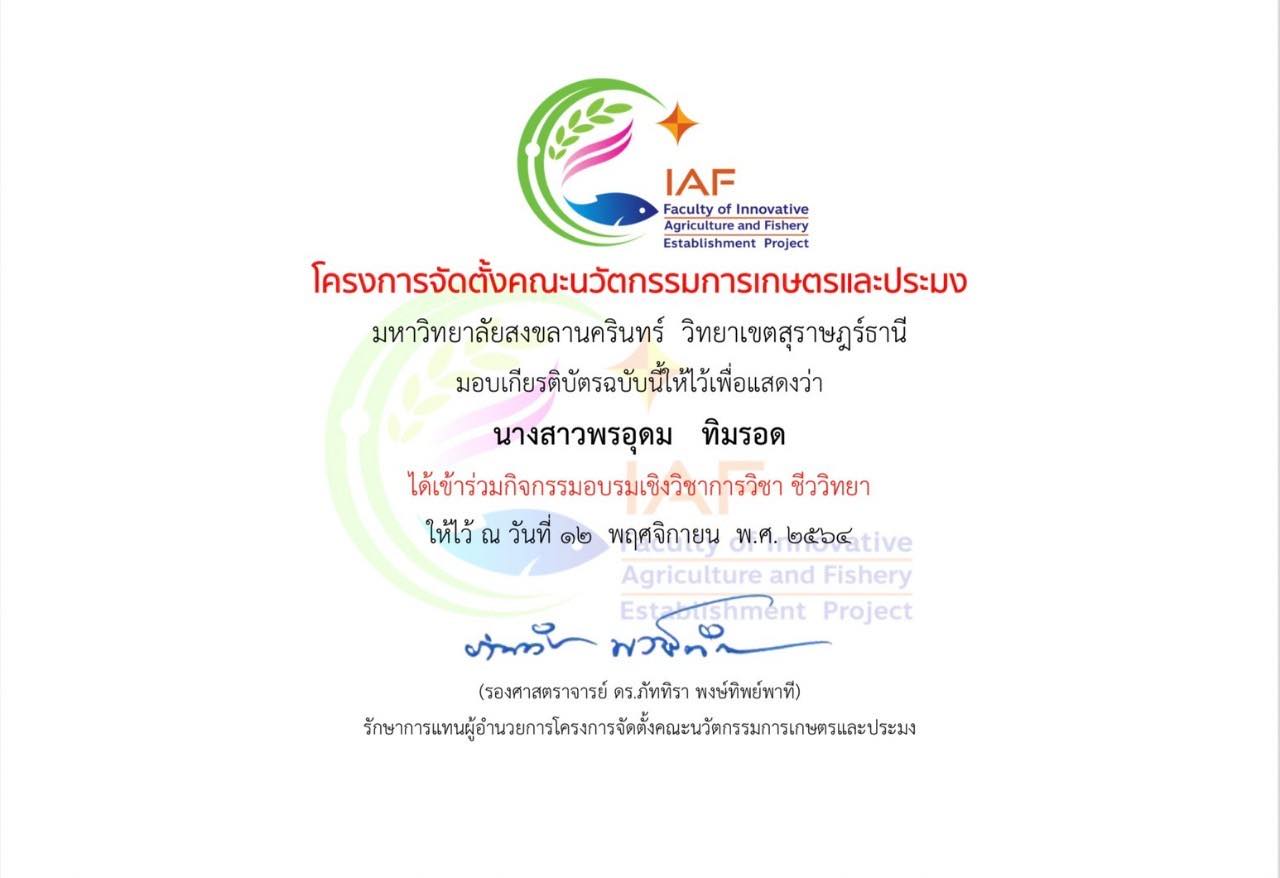 IAF
Faculty of Innovative
Agriculture and Fishery
Establishment Project
โครงการจัดตั้งคณะนวัตกรรมการเกษตรและประมง
มหาวิทยาลัยสงขลานครินทร์ วิทยาเขตสุราษฎร์ธานี
มอบเกียรติบัตรฉบับนี้ให้ไว้เพื่อแสดงว่า
นางสาวพรอุดม ทิมรอด
ได้เข้าร่วมกิจกรรมอบรมเชิงวิชาการวิชา ชีววิทยา
ให้ไว้ ณ วันที่ ๑๒ พฤศจิกายน พ.ศ. ๒๕๖๔
IAF
Faculty of Innovative
Agriculture and Fishery
Establishment Project
(รองศาสตราจารย์ ดร.ภัททิรา พงษ์ทิพย์พาที)
รักษาการแทนผู้อำนวยการโครงการจัดตั้งคณะนวัตกรรมการเกษตรและประมง